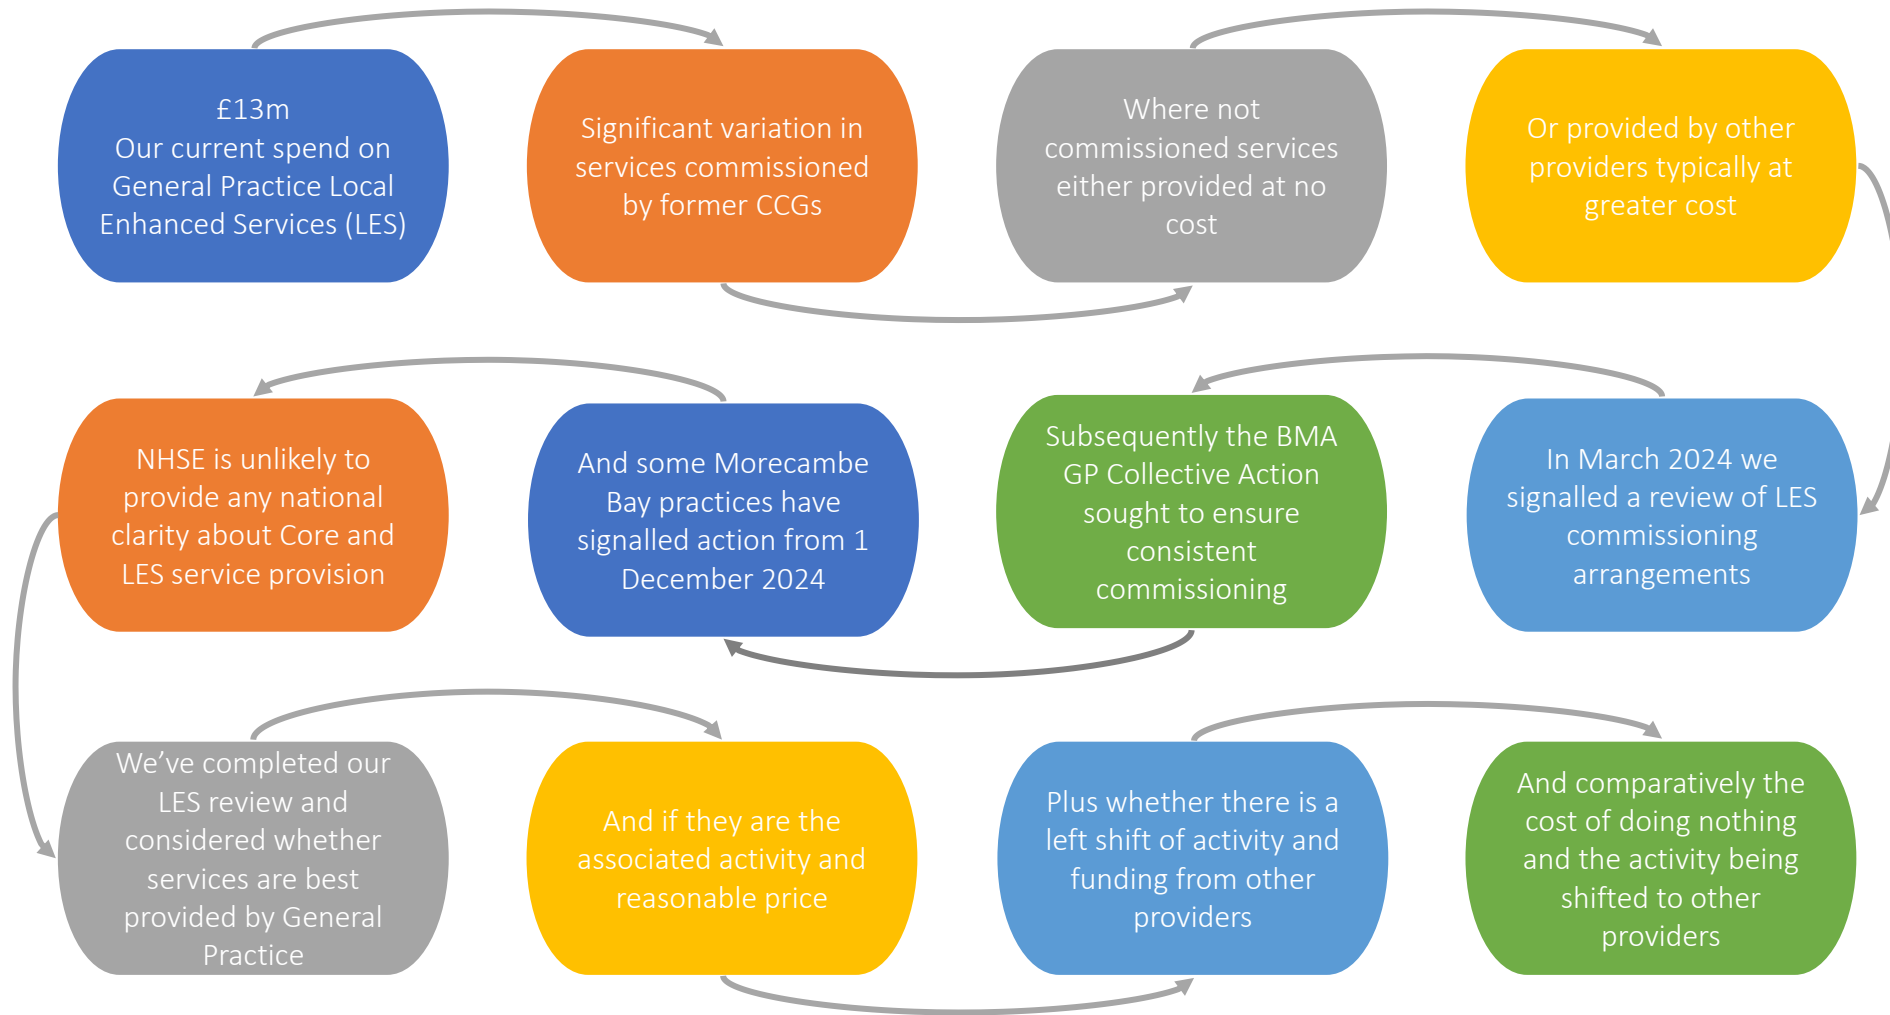 £13m
Our current spend on
General Practice Local
Enhanced Services (LES)
Significant variation in
services commissioned
by former CCGs
Where not
commissioned services
either provided at no
cost
Or provided by other
providers typically at
greater cost
In March 2024 we
signalled a review of LES
commissioning
arrangements
Subsequently the BMA
GP Collective Action
sought to ensure
consistent
commissioning
And some Morecambe
Bay practices have
signalled action from 1
December 2024
NHSE is unlikely to
provide any national
clarity about Core and
LES service provision
We’ve completed our
LES review and
considered whether
services are best
provided by General
Practice
And if they are the
associated activity and
reasonable price
Plus whether there is a
left shift of activity and
funding from other
providers
And comparatively the
cost of doing nothing
and the activity being
shifted to other
providers